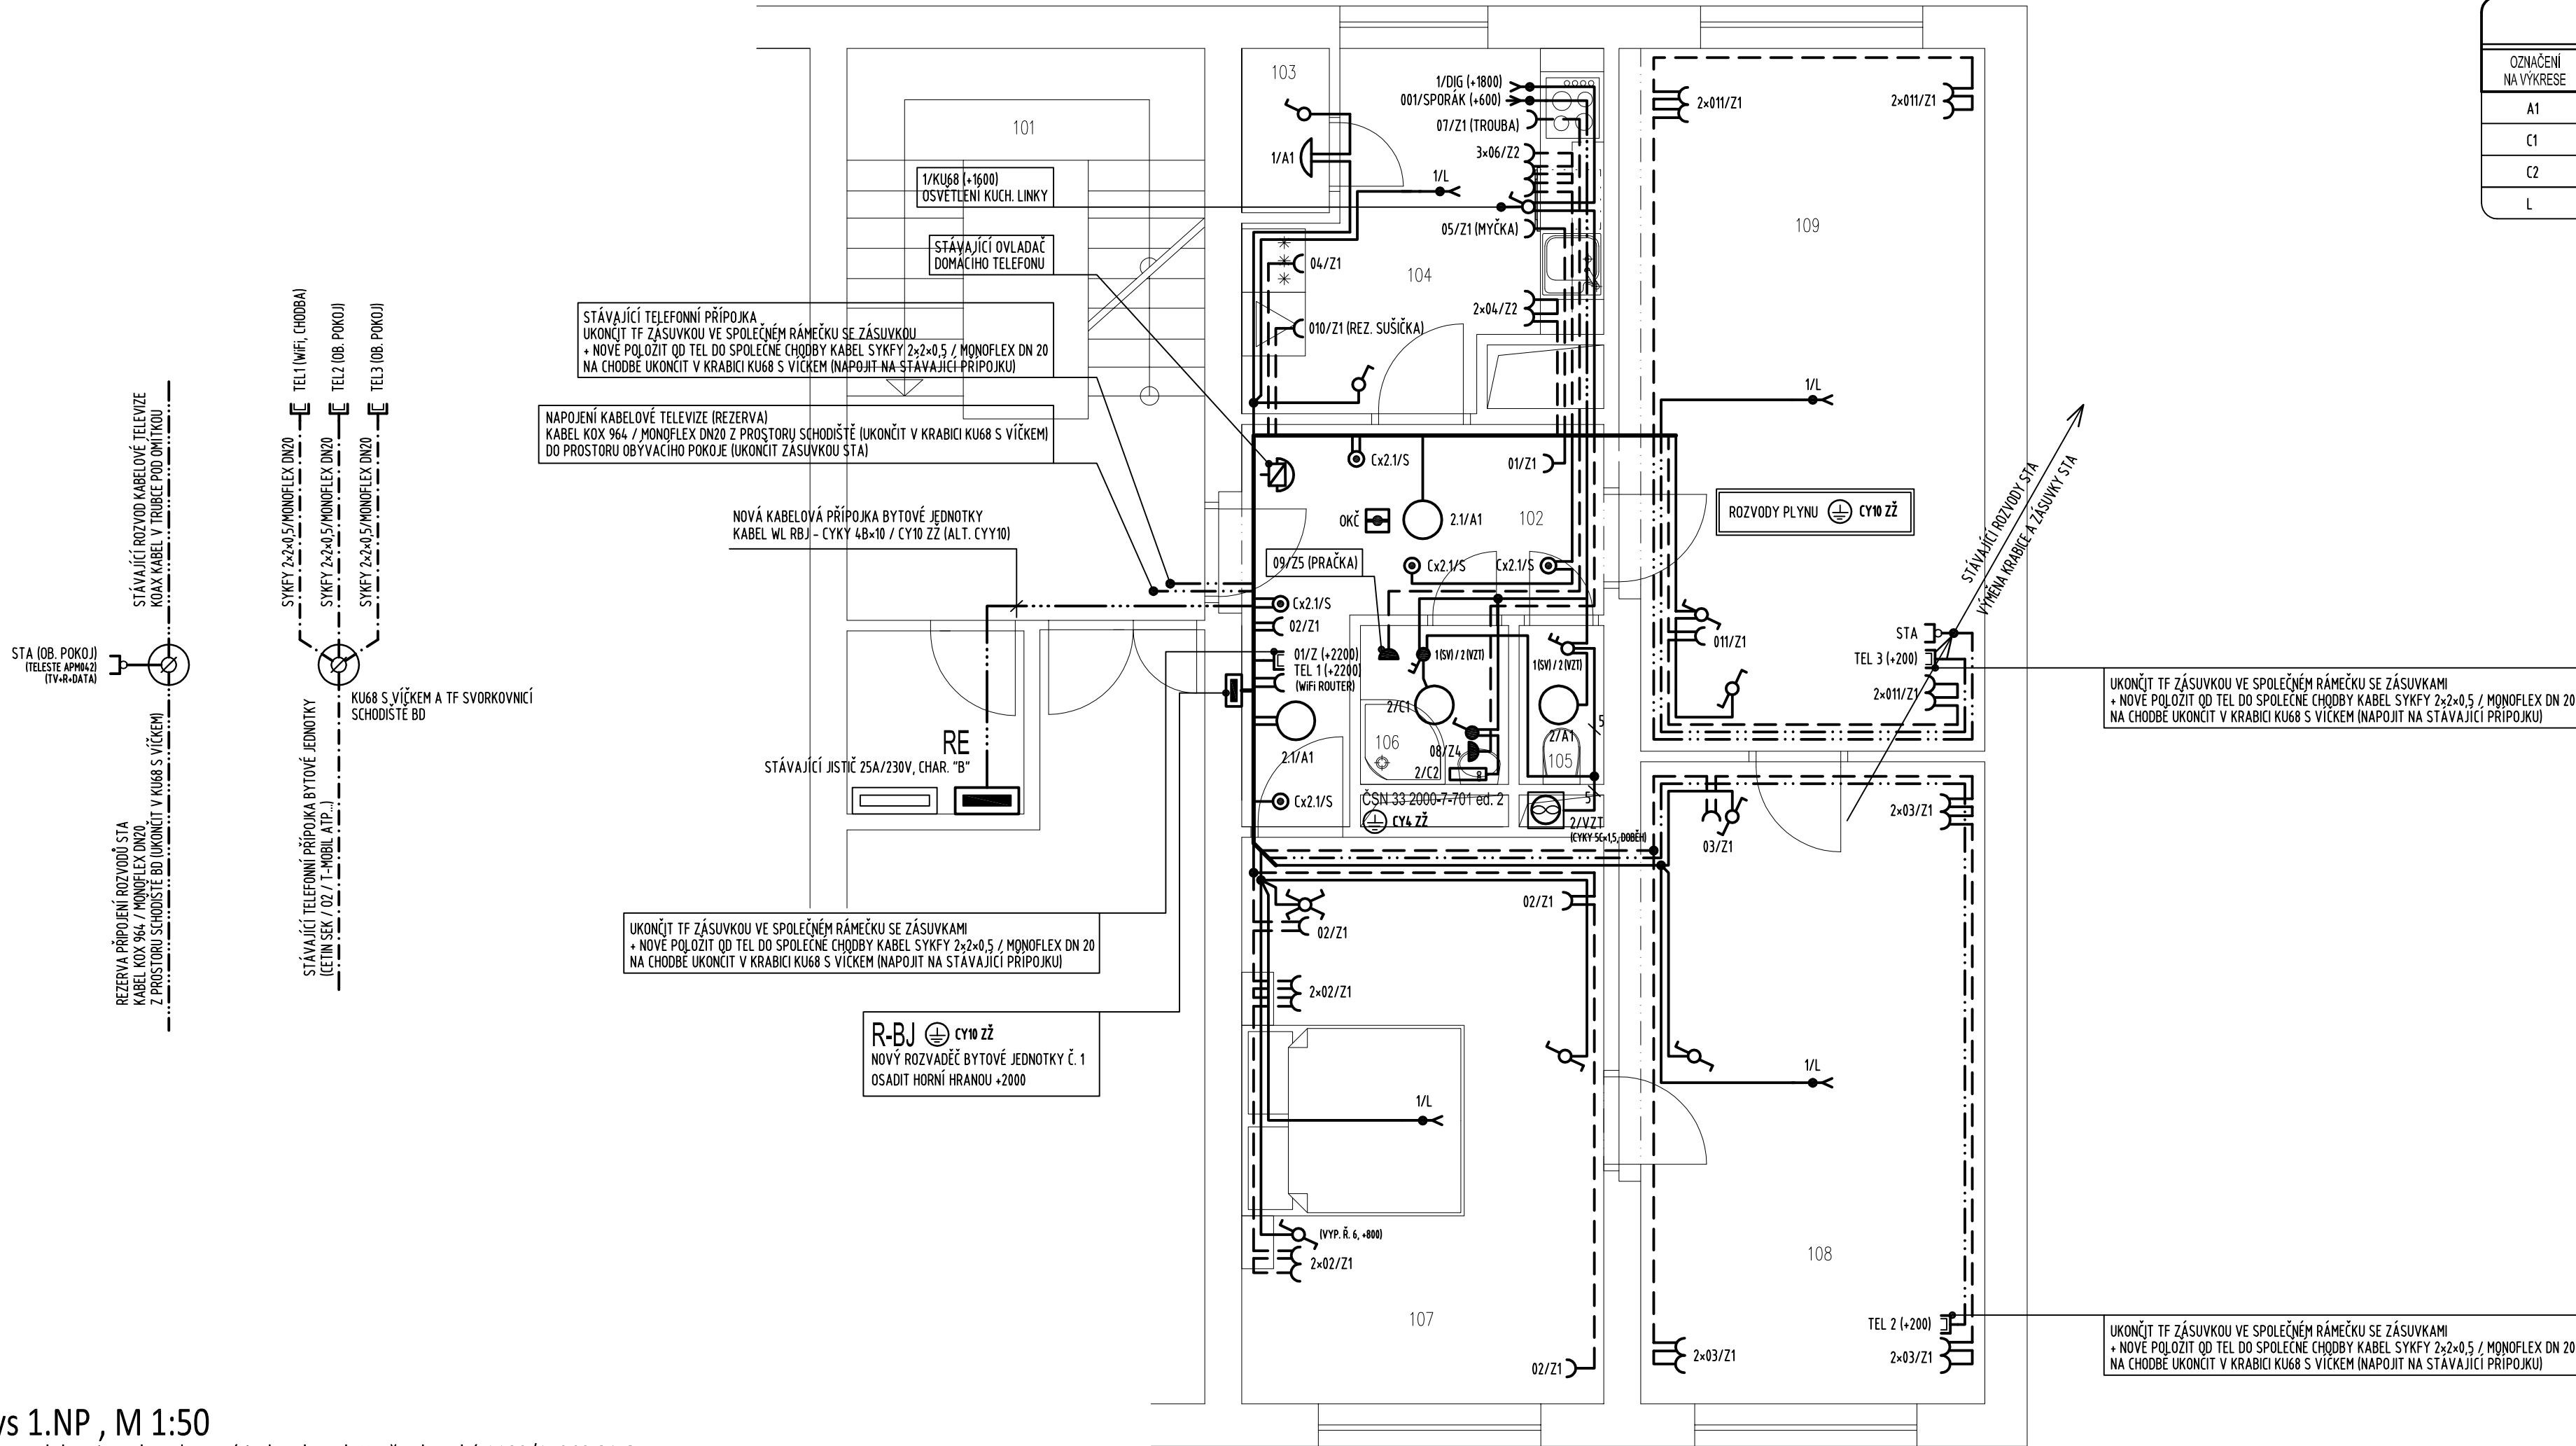 OZNAČENÍ
NA VÝKRESE
A1
C1
C2
L
103
101
1/A1
1/DIG (+1800)
001/SPORÁK (+600)
07/Z1 (TROUBA)
3×06/Z2
1/L
05/Z1 (MYČKA)
04/Z1
104
2×04/Z2
010/Z1 (REZ. SUŠIČKA)
1/KU68 (+1600)
OSVĚTLENÍ KUCH. LINKY
STÁVAJÍCÍ OVLADAČ
DOMÁCÍHO TELEFONU
STÁVAJÍCÍ TELEFONNÍ PŘÍPOJKA
UKONČIT TF ZÁSUVKOU VE SPOLEČNÉM RÁMEČKU SE ZÁSUVKOU
+ NOVĚ POLOŽIT OD TEL DO SPOLEČNÉ CHODBY KABEL SYKFY 2×2×0,5 / MONOFLEX DN 20
NA CHODBĚ UKONČIT V KRABICI KU68 S VÍČKEM (NAPOJIT NA STÁVAJÍCÍ PŘÍPOJKU)
NAPOJENÍ KABELOVÉ TELEVIZE (REZERVA)
KABEL KOX 964 / MONOFLEX DN20 Z PROSTORU SCHODIŠTĚ (UKONČIT V KRABICI KU68 S VÍČKEM)
DO PROSTORU OBÝVACÍHO POKOJE (UKONČIT ZÁSUVKOU STA)
NOVÁ KABELOVÁ PŘÍPOJKA BYTOVÉ JEDNOTKY
KABEL WL RBJ - CYKY 4B×10 / CY10 ZŽ (ALT. CYY10)
2×011/Z1
2×011/Z1
109
1/L
Cx2.1/S
01/Z1
OKČ
2.1/A1
102
09/Z5 (PRAČKA)
Cx2.1/S
Cx2.1/S
ROZVODY PLYNU
CY10 ZŽ
STÁVAJÍCÍ ROZVODY STA
VÝMĚNA KRABICE A ZÁSUVKY STA
Cx2.1/S
02/Z1
01/Z (+2200)
TEL 1 (+2200)
(WiFi ROUTER)
1 (SV) / 2 (VZT)
1 (SV) / 2 (VZT)
2/C1
2.1/A1
106
08/Z4
2/C2
2/A1
105
5
5
Cx2.1/S
ČSN 33 2000-7-701 ed. 2
CY4 ZŽ
2/VZT
(CYKY 5C×1,5, DOBĚH)
011/Z1
STA
TEL 3 (+200)
2×011/Z1
UKONČIT TF ZÁSUVKOU VE SPOLEČNÉM RÁMEČKU SE ZÁSUVKAMI
+ NOVĚ POLOŽIT OD TEL DO SPOLEČNÉ CHODBY KABEL SYKFY 2×2×0,5 / MONOFLEX DN 20
NA CHODBĚ UKONČIT V KRABICI KU68 S VÍČKEM (NAPOJIT NA STÁVAJÍCÍ PŘÍPOJKU)
RE
STÁVAJÍCÍ JISTIČ 25A/230V, CHAR. "B"
STÁVAJÍCÍ ROZVOD KABELOVÉ TELEVIZE
KOAX KABEL V TRUBCE POD OMÍTKOU
STA (OB. POKOJ)
(TELESTE APM042)
(TV+R+DATA)
REZERVA PŘIPOJENÍ ROZVODŮ STA
KABEL KOX 964 / MONOFLEX DN20
Z PROSTORU SCHODIŠTĚ BD (UKONČIT V KU68 S VÍČKEM)
TEL1 (WiFi, CHODBA)
TEL2 (OB. POKOJ)
TEL3 (OB. POKOJ)
SYKFY 2×2×0,5/MONOFLEX DN20
SYKFY 2×2×0,5/MONOFLEX DN20
SYKFY 2×2×0,5/MONOFLEX DN20
KU68 S VÍČKEM A TF SVORKOVNICÍ
SCHODIŠTĚ BD
STÁVAJÍCÍ TELEFONNÍ PŘÍPOJKA BYTOVÉ JEDNOTKY
(CETIN SEK / O2 / T-MOBIL ATP...)
03/Z1
2×03/Z1
UKONČIT TF ZÁSUVKOU VE SPOLEČNÉM RÁMEČKU SE ZÁSUVKAMI
+ NOVĚ POLOŽIT OD TEL DO SPOLEČNÉ CHODBY KABEL SYKFY 2×2×0,5 / MONOFLEX DN 20
NA CHODBĚ UKONČIT V KRABICI KU68 S VÍČKEM (NAPOJIT NA STÁVAJÍCÍ PŘÍPOJKU)
02/Z1
02/Z1
2×02/Z1
R-BJ
CY10 ZŽ
NOVÝ ROZVADĚČ BYTOVÉ JEDNOTKY Č. 1
OSADIT HORNÍ HRANOU +2000
1/L
1/L
(VYP. Ř. 6, +800)
2×02/Z1
107
02/Z1
108
2×03/Z1
TEL 2 (+200)
2×03/Z1
UKONČIT TF ZÁSUVKOU VE SPOLEČNÉM RÁMEČKU SE ZÁSUVKAMI
+ NOVĚ POLOŽIT OD TEL DO SPOLEČNÉ CHODBY KABEL SYKFY 2×2×0,5 / MONOFLEX DN 20
NA CHODBĚ UKONČIT V KRABICI KU68 S VÍČKEM (NAPOJIT NA STÁVAJÍCÍ PŘÍPOJKU)
ys 1.NP , M 1:50